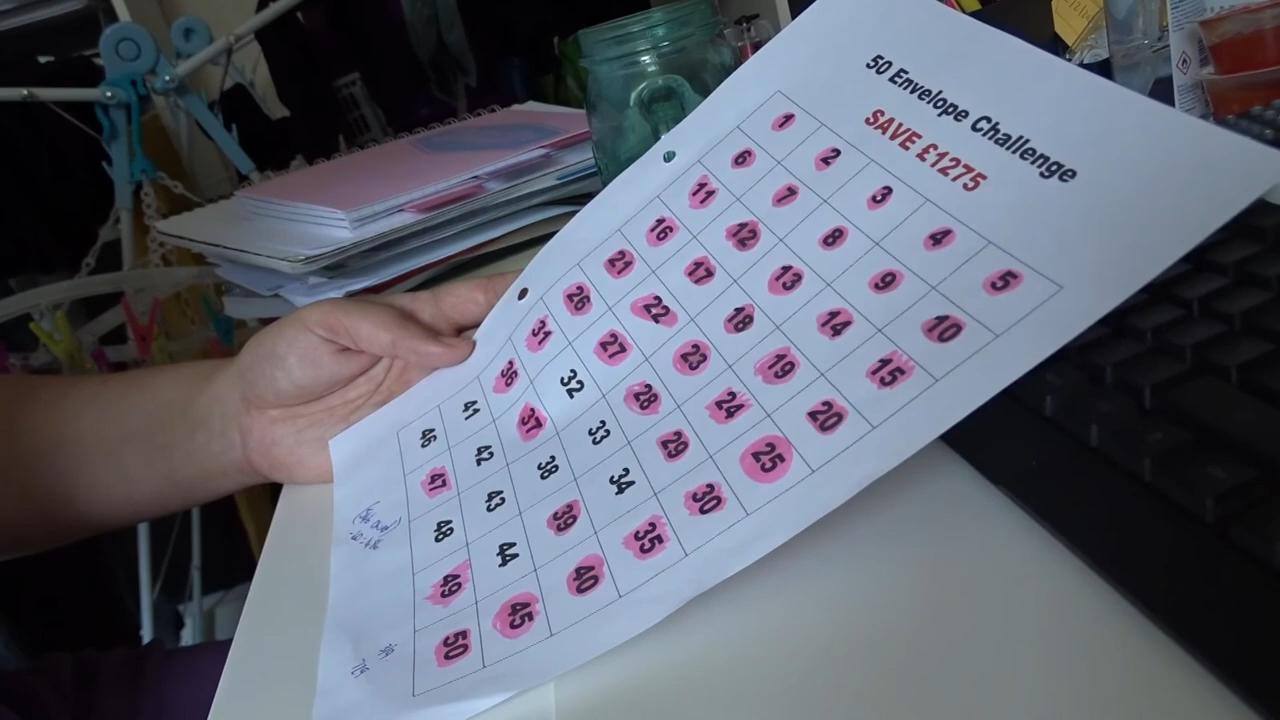 50 Envelope Challenge
SAVE £1275
1 2 3 4 5
6 7 8 9 10
11 12 13 14 15
16 17 18 19 20
21 22 23 24 25
26 27 28 29 30
31 32 33 34 35
36 37 38 39 40
41 42 43 44 45
46 47 48 49 50